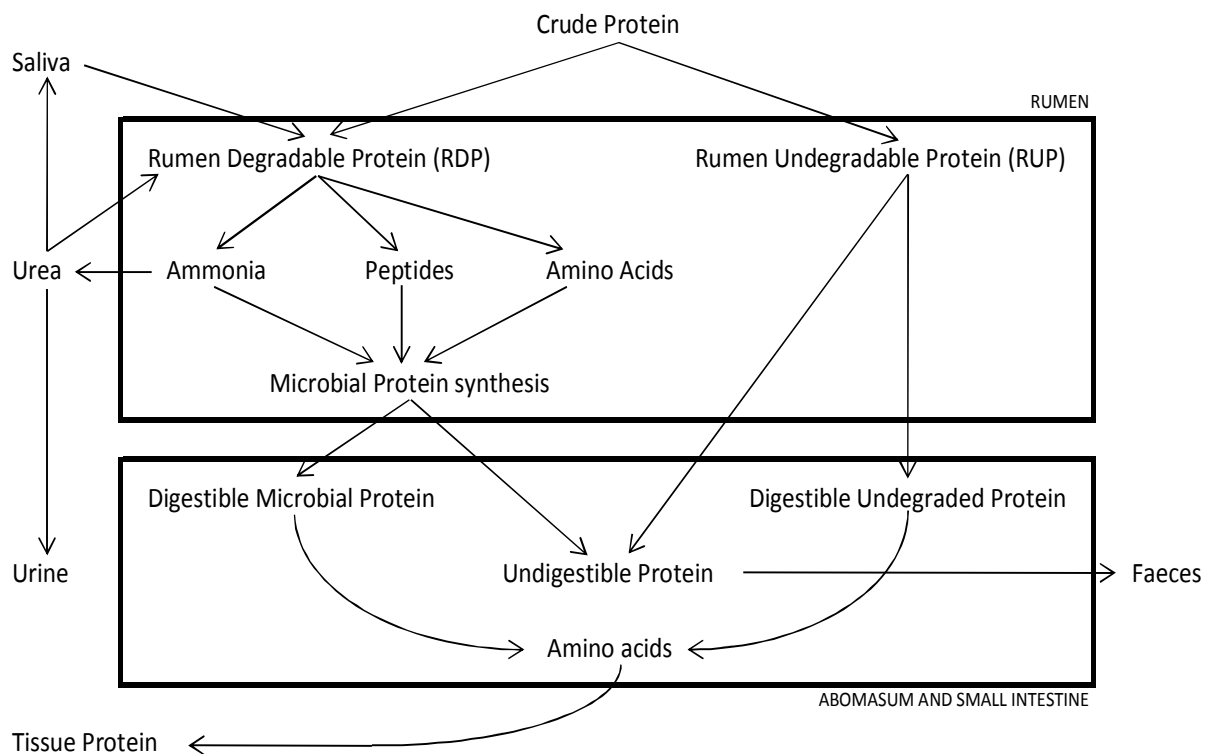 Crude Protein
Saliva
RUMEN
Rumen Degradable Protein (RDP)
Rumen Undegradable Protein (RUP)
Urea
Ammonia
Peptides
Amino Acids
Microbial Protein synthesis
Digestible Microbial Protein
Digestible Undegraded Protein
Urine
Undigestible Protein
Faeces
Amino acids
ABOMASUM AND SMALL INTESTINE
Tissue Protein